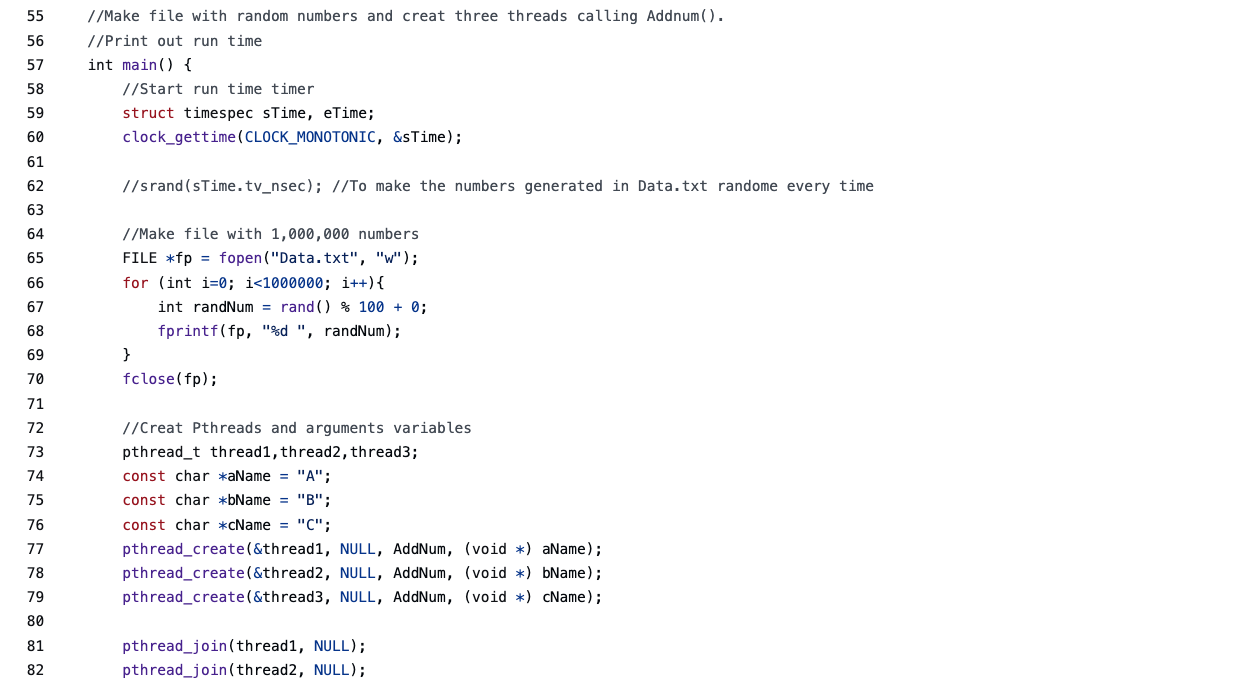 55 //Make file with random numbers and creat three threads calling Addnum().
56 //Print out run time
57 int main() {
58 //Start run time timer
59 struct timespec sTime, eTime;
60 clock_gettime(CLOCK_MONOTONIC, &sTime);
61
62 //srand(sTime.tv_nsec); //To make the numbers generated in Data.txt randome every time
63
64 //Make file with 1,000,000 numbers
65 FILE *fp = fopen("Data.txt", "w");
66 for (int i=0; i<1000000; i++){
67 int randNum = rand() % 100 + 0;
68 fprintf(fp, "%d ", randNum);
69 }
70 fclose(fp);
71
72 //Creat Pthreads and arguments variables
73 pthread_t thread1,thread2,thread3;
74 const char *aName = "A";
75 const char *bName = "B";
76 const char *cName = "C";
77 pthread_create(&thread1, NULL, AddNum, (void *) aName);
78 pthread_create(&thread2, NULL, AddNum, (void *) bName);
79 pthread_create(&thread3, NULL, AddNum, (void *) cName);
80
81 pthread_join(thread1, NULL);
82 pthread_join(thread2, NULL);